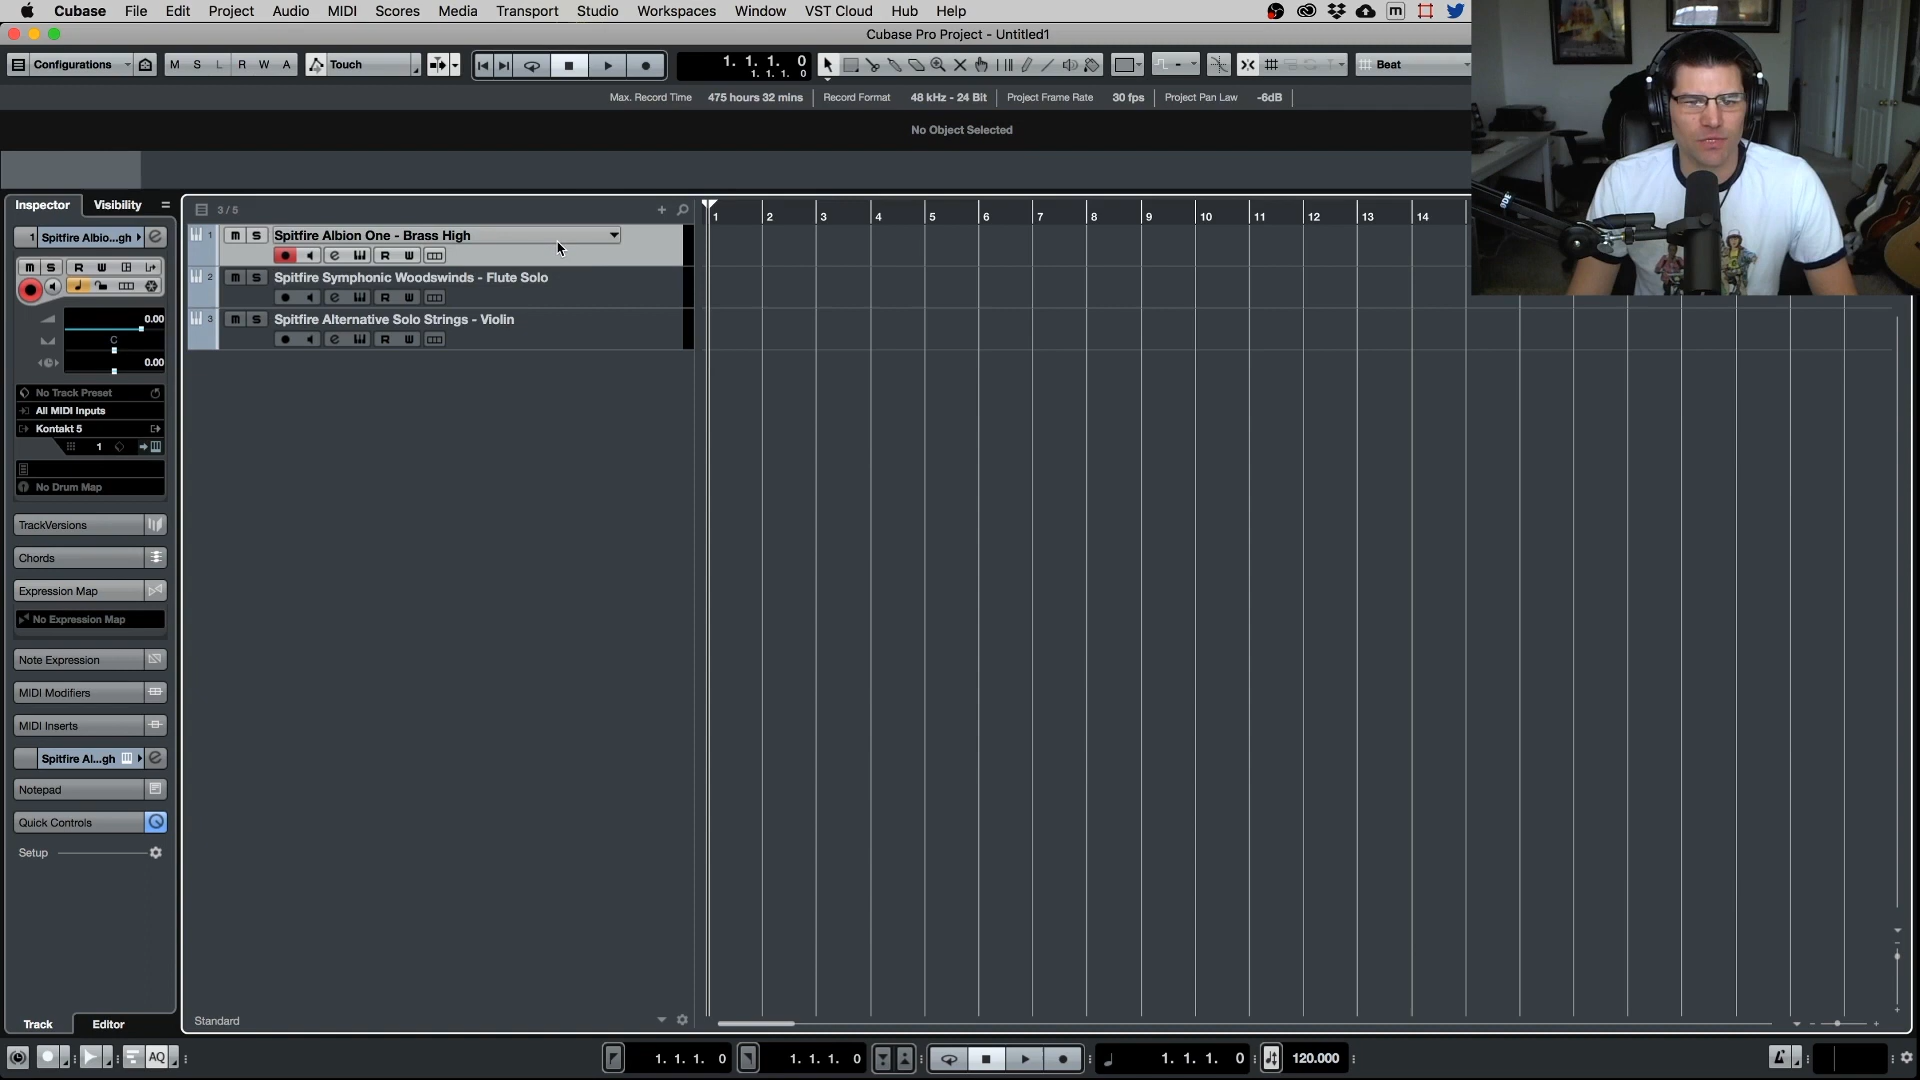 Cubase File Edit Project Audio MIDI Scores Media Transport Studio Workspaces Window VST Cloud Hub Help
Cubase Pro Project - Untitled1
Configurations M S L R W A Touch 1. 1. 1. 0 Beat
1. 1. 1. 0
Max. Record Time 475 hours 32 mins Record Format 48 kHz - 24 Bit Project Frame Rate 30 fps Project Pan Law -6dB
No Object Selected
Inspector Visibility
3 / 5
1 2 3 4 5 6 7 8 9 10 11 12 13 14
1 Spitfire Albio...gh
m S R W
0.00
C
0.00
No Track Preset
All MIDI Inputs
Kontakt 5
1
No Drum Map
TrackVersions
Chords
Expression Map
No Expression Map
Note Expression
MIDI Modifiers
MIDI Inserts
Spitfire Al...gh
Notepad
Quick Controls
Setup
Track Editor
1 m S Spitfire Albion One - Brass High
e R W
2 m S Spitfire Symphonic Woodswinds - Flute Solo
e R W
3 m S Spitfire Alternative Solo Strings - Violin
e R W
Standard
AQ 1. 1. 1. 0 1. 1. 1. 0 1. 1. 1. 0 120.000